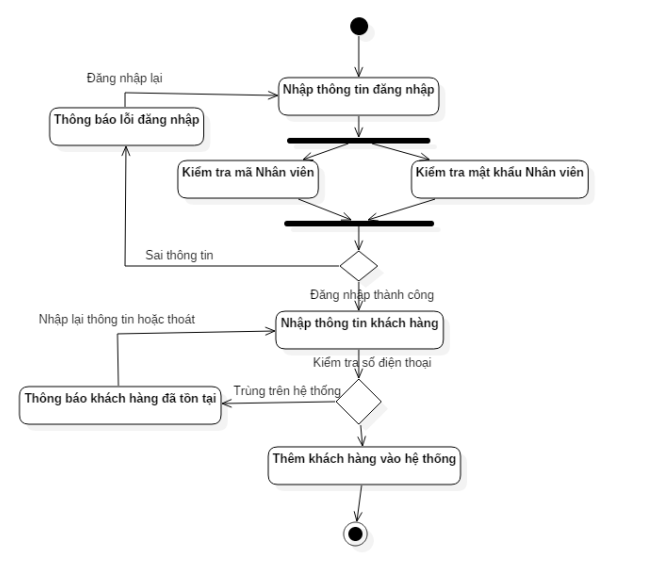 Đăng nhập lại
Nhập thông tin đăng nhập
Thông báo lỗi đăng nhập
Kiểm tra mã Nhân viên
Kiểm tra mật khẩu Nhân viên
Sai thông tin
Đăng nhập thành công
Nhập lại thông tin hoặc thoát
Nhập thông tin khách hàng
Kiểm tra số điện thoại
Trùng trên hệ thống
Thông báo khách hàng đã tồn tại
Thêm khách hàng vào hệ thống